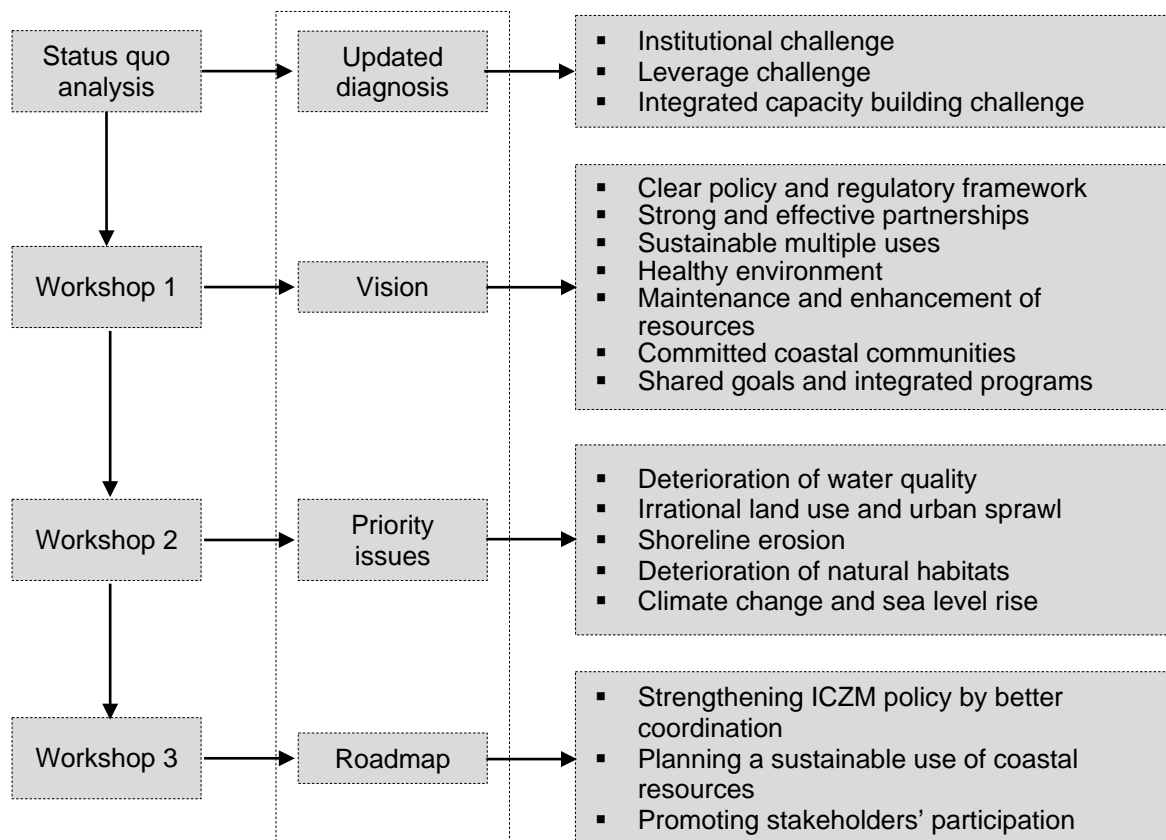 Status quo
analysis
Updated
diagnosis
▪ Institutional challenge
▪ Leverage challenge
▪ Integrated capacity building challenge
Workshop 1
Vision
▪ Clear policy and regulatory framework
▪ Strong and effective partnerships
▪ Sustainable multiple uses
▪ Healthy environment
▪ Maintenance and enhancement of
resources
▪ Committed coastal communities
▪ Shared goals and integrated programs
Workshop 2
Priority
issues
▪ Deterioration of water quality
▪ Irrational land use and urban sprawl
▪ Shoreline erosion
▪ Deterioration of natural habitats
▪ Climate change and sea level rise
Workshop 3
Roadmap
▪ Strengthening ICZM policy by better
coordination
▪ Planning a sustainable use of coastal
resources
▪ Promoting stakeholders’ participation